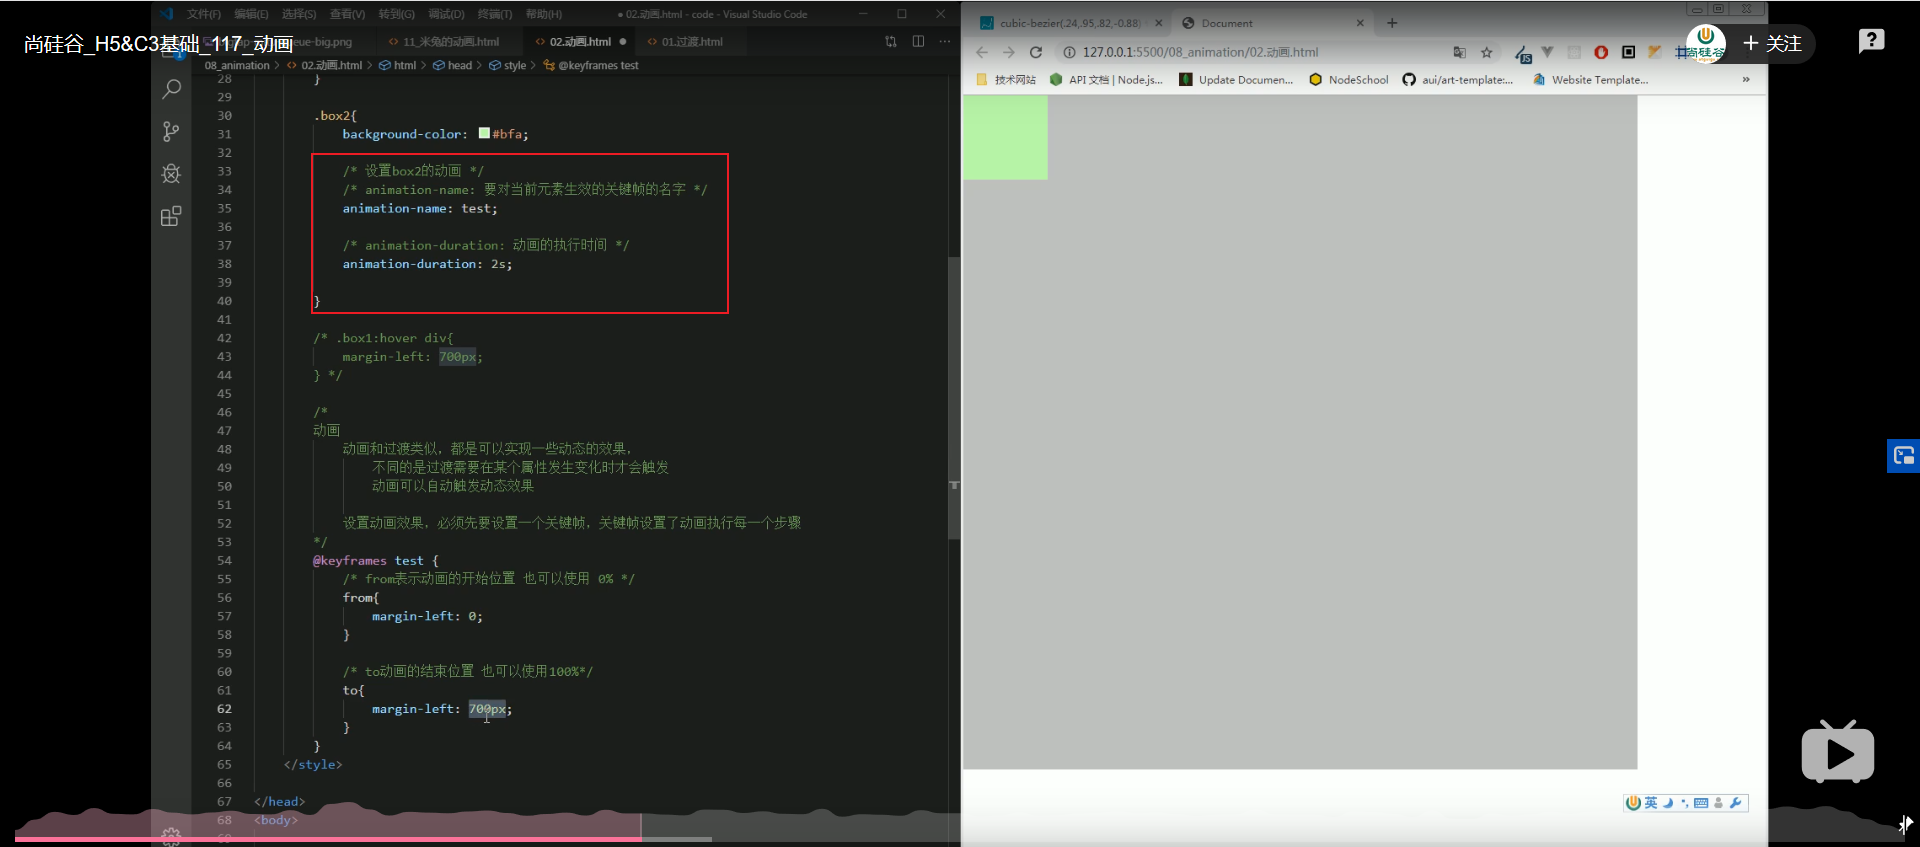 文件(F) 编辑(E) 选择(S) 查看(V) 转到(G) 调试(D) 终端(T) 帮助(H) ● 02.动画.html - code - Visual Studio Code
尚硅谷_H5&C3基础_117_动画
11_米兔的动画.html
02.动画.html ●
01.过渡.html
08_animation > 02.动画.html > html > head > style > @keyframes test
28 }
29
30 .box2{
31 background-color: #bfa;
32
33 /* 设置box2的动画 */
34 /* animation-name: 要对当前元素生效的关键帧的名字 */
35 animation-name: test;
36
37 /* animation-duration: 动画的执行时间 */
38 animation-duration: 2s;
39
40 }
41
42 /* .box1:hover div{
43 margin-left: 700px;
44 } */
45
46 /*
47 动画
48 动画和过渡类似，都是可以实现一些动态的效果，
49 不同的是过渡需要在某个属性发生变化时才会触发
50 动画可以自动触发动态效果
51
52 设置动画效果，必须先要设置一个关键帧，关键帧设置了动画执行每一个步骤
53 */
54 @keyframes test {
55 /* from表示动画的开始位置 也可以使用 0% */
56 from{
57 margin-left: 0;
58 }
59
60 /* to动画的结束位置 也可以使用100%*/
61 to{
62 margin-left: 700px;
63 }
64 }
65 </style>
66
67 </head>
68 <body>
cubic-bezier(.24,.95,.82,-0.88)
Document
127.0.0.1:5500/08_animation/02.动画.html
技术网站
API 文档 | Node.js...
Update Documen...
NodeSchool
aui/art-template:...
Website Template...
»
尚硅谷
+ 关注
英